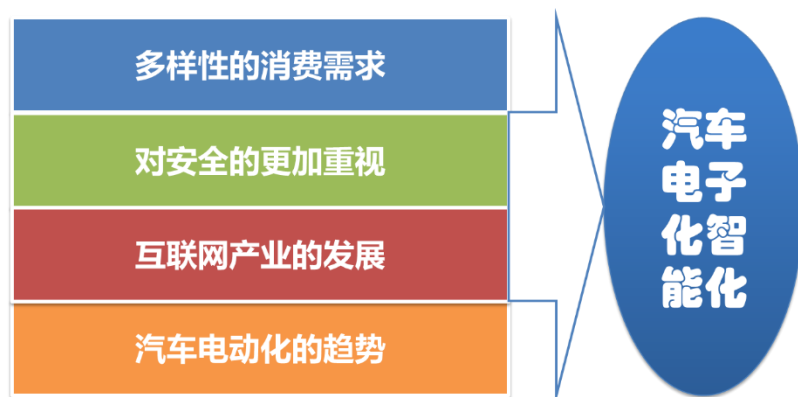 多样性的消费需求
对安全的更加重视
互联网产业的发展
汽车电动化的趋势
汽车
电子
化智
能化